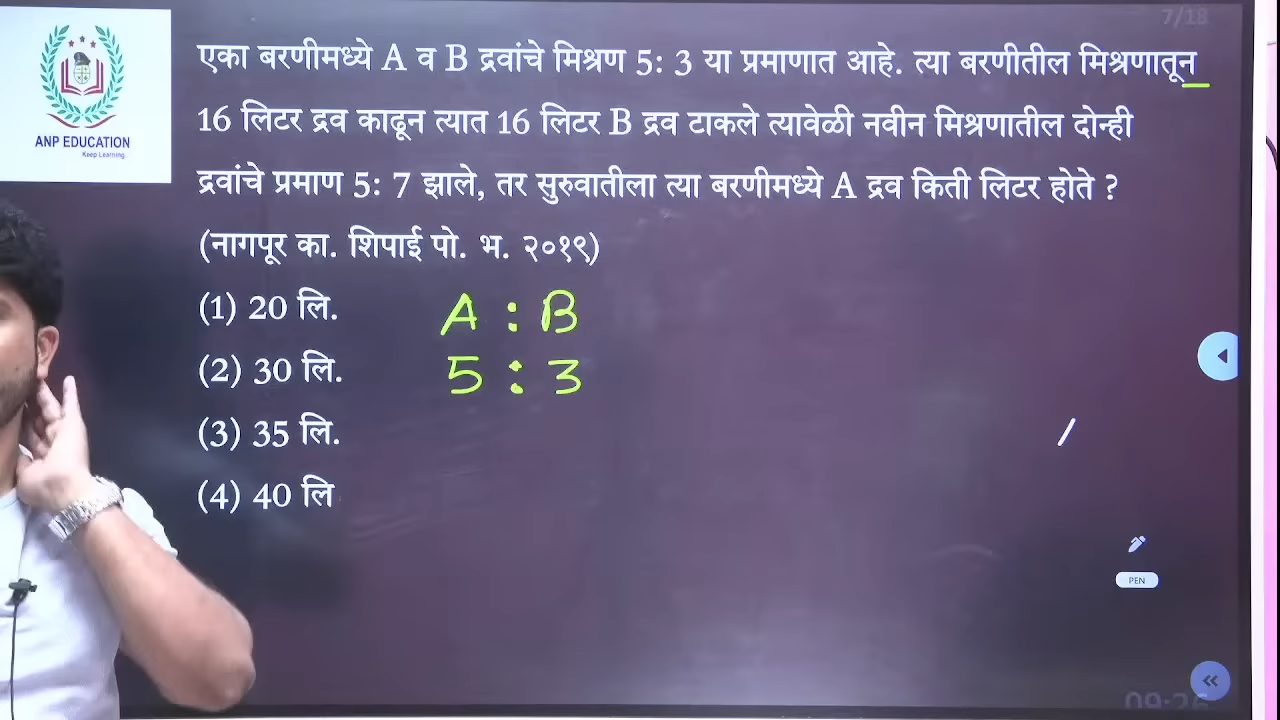 7/18
एका बरणीमध्ये A व B द्रवांचे मिश्रण 5: 3 या प्रमाणात आहे. त्या बरणीतील मिश्रणातून
16 लिटर द्रव काढून त्यात 16 लिटर B द्रव टाकले त्यावेळी नवीन मिश्रणातील दोन्ही
द्रवांचे प्रमाण 5: 7 झाले, तर सुरुवातीला त्या बरणीमध्ये A द्रव किती लिटर होते ?
(नागपूर का. शिपाई पो. भ. २०१९)
(1) 20 लि.
(2) 30 लि.
(3) 35 लि.
(4) 40 लि
A : B
5 : 3
ANP EDUCATION
Keep Learning..
PEN
09:26